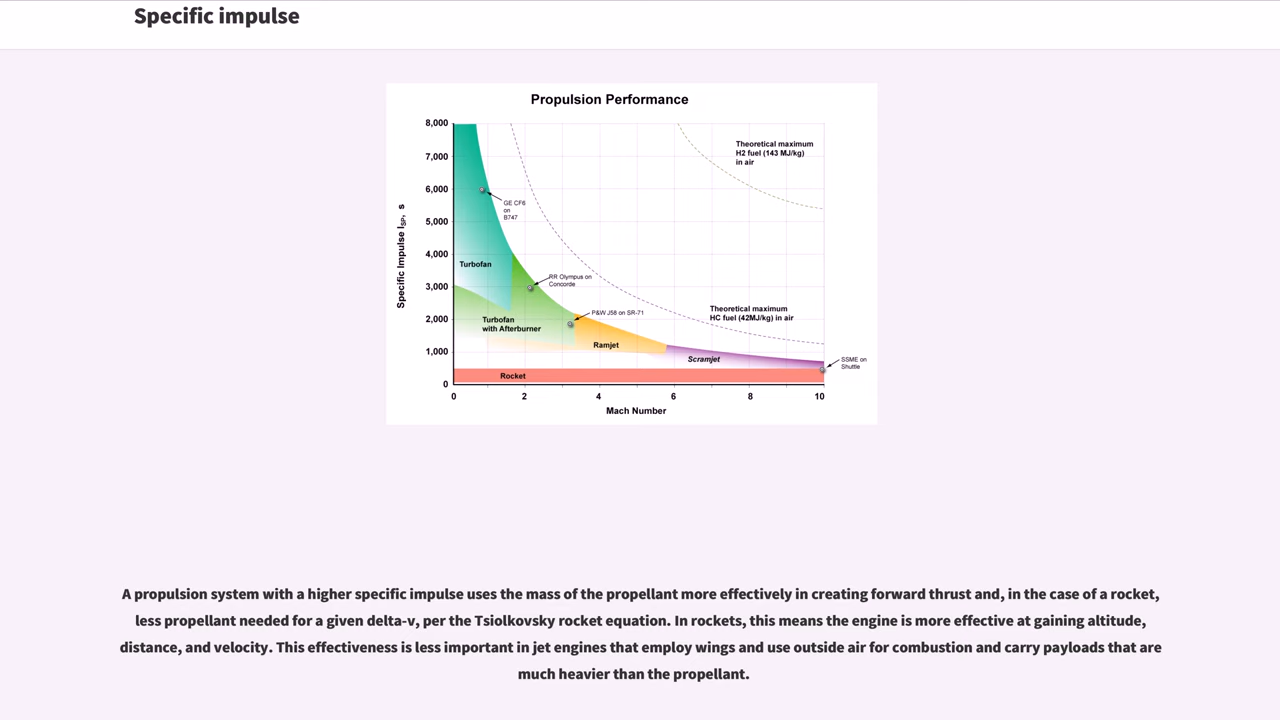 Specific impulse
Propulsion Performance
8,000
7,000
6,000
5,000
4,000
3,000
2,000
1,000
0
Specific Impulse ISP, s
Theoretical maximum
H2 fuel (143 MJ/kg)
in air
GE CF6
on
B747
Turbofan
RR Olympus on
Concorde
Turbofan
with Afterburner
P&W J58 on SR-71
Theoretical maximum
HC fuel (42MJ/kg) in air
Ramjet
Scramjet
SSME on
Shuttle
Rocket
0 2 4 6 8 10
Mach Number
A propulsion system with a higher specific impulse uses the mass of the propellant more effectively in creating forward thrust and, in the case of a rocket,
less propellant needed for a given delta-v, per the Tsiolkovsky rocket equation. In rockets, this means the engine is more effective at gaining altitude,
distance, and velocity. This effectiveness is less important in jet engines that employ wings and use outside air for combustion and carry payloads that are
much heavier than the propellant.